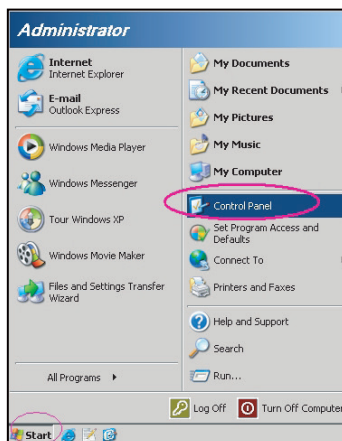 Administrator
Internet
Internet Explorer
E-mail
Outlook Express
Windows Media Player
Windows Messenger
Tour Windows XP
Windows Movie Maker
Files and Settings Transfer
Wizard
All Programs
My Documents
My Recent Documents
My Pictures
My Music
My Computer
Control Panel
Set Program Access and
Defaults
Connect To
Printers and Faxes
Help and Support
Search
Run...
Log Off
Turn Off Computer
Start